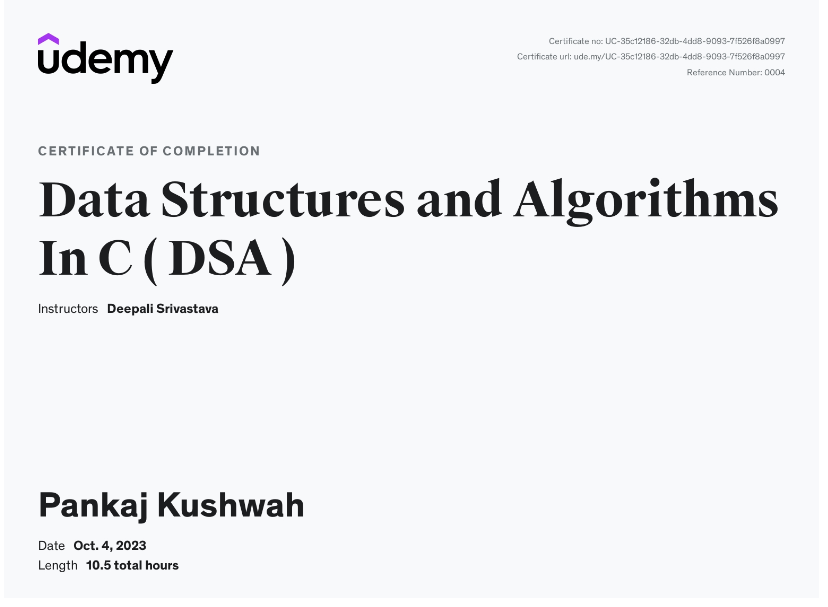 udemy
Certificate no: UC-35c12186-32db-4dd8-9093-7f526f8a0997
Certificate url: ude.my/UC-35c12186-32db-4dd8-9093-7f526f8a0997
Reference Number: 0004
CERTIFICATE OF COMPLETION
Data Structures and Algorithms
In C ( DSA )
Instructors Deepali Srivastava
Pankaj Kushwah
Date Oct. 4, 2023
Length 10.5 total hours